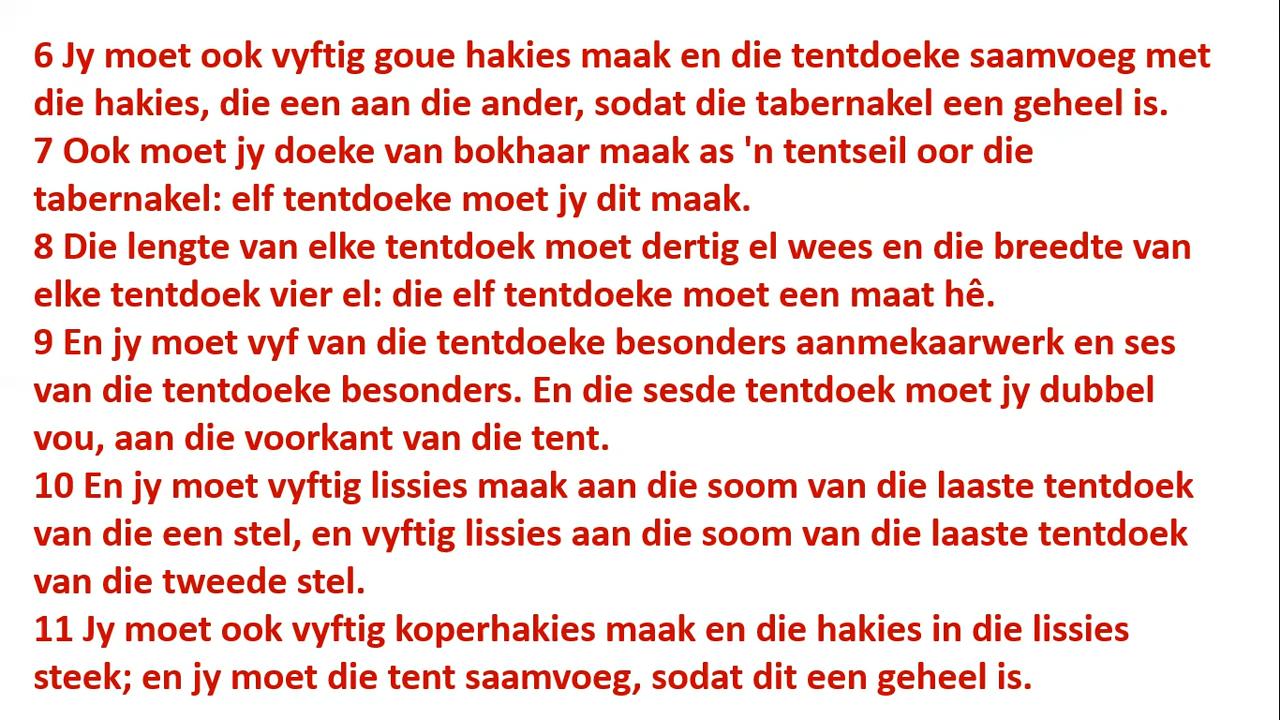 6 Jy moet ook vyftig goue hakies maak en die tentdoeke saamvoeg met
die hakies, die een aan die ander, sodat die tabernakel een geheel is.
7 Ook moet jy doeke van bokhaar maak as 'n tentseil oor die
tabernakel: elf tentdoeke moet jy dit maak.
8 Die lengte van elke tentdoek moet dertig el wees en die breedte van
elke tentdoek vier el: die elf tentdoeke moet een maat hê.
9 En jy moet vyf van die tentdoeke besonders aanmekaarwerk en ses
van die tentdoeke besonders. En die sesde tentdoek moet jy dubbel
vou, aan die voorkant van die tent.
10 En jy moet vyftig lissies maak aan die soom van die laaste tentdoek
van die een stel, en vyftig lissies aan die soom van die laaste tentdoek
van die tweede stel.
11 Jy moet ook vyftig koperhakies maak en die hakies in die lissies
steek; en jy moet die tent saamvoeg, sodat dit een geheel is.